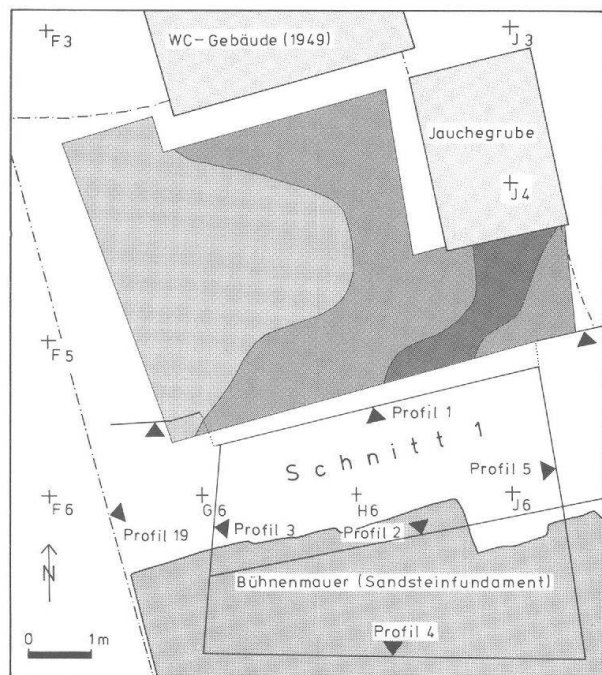 F3
WC-Gebäude (1949)
J3
Jauchegrube
J4
F5
Profil 1
Schnitt 1
Profil 5
F6
G6
H6
J6
Profil 19
Profil 3
Profil 2
N
Bühnenmauer (Sandsteinfundament)
Profil 4
0 1m